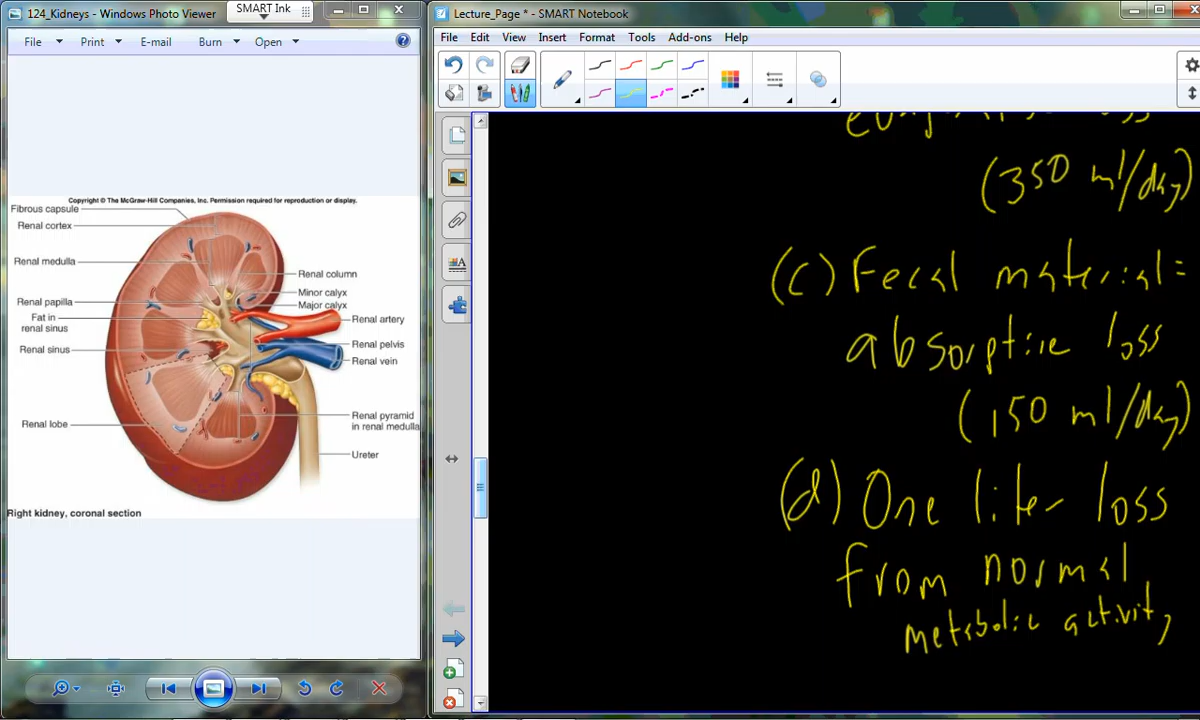 124_Kidneys - Windows Photo Viewer
SMART Ink
File Print E-mail Burn Open
Copyright © The McGraw-Hill Companies, Inc. Permission required for reproduction or display.
Fibrous capsule
Renal cortex
Renal medulla
Renal papilla
Fat in
renal sinus
Renal sinus
Renal lobe
Renal column
Minor calyx
Major calyx
Renal artery
Renal pelvis
Renal vein
Renal pyramid
in renal medulla
Ureter
Right kidney, coronal section
Lecture_Page * - SMART Notebook
File Edit View Insert Format Tools Add-ons Help
loss
(350 ml/day)
(c) Fecal material=
absorptive loss
(150 ml/day)
(d) One liter loss
from normal
metabolic activity